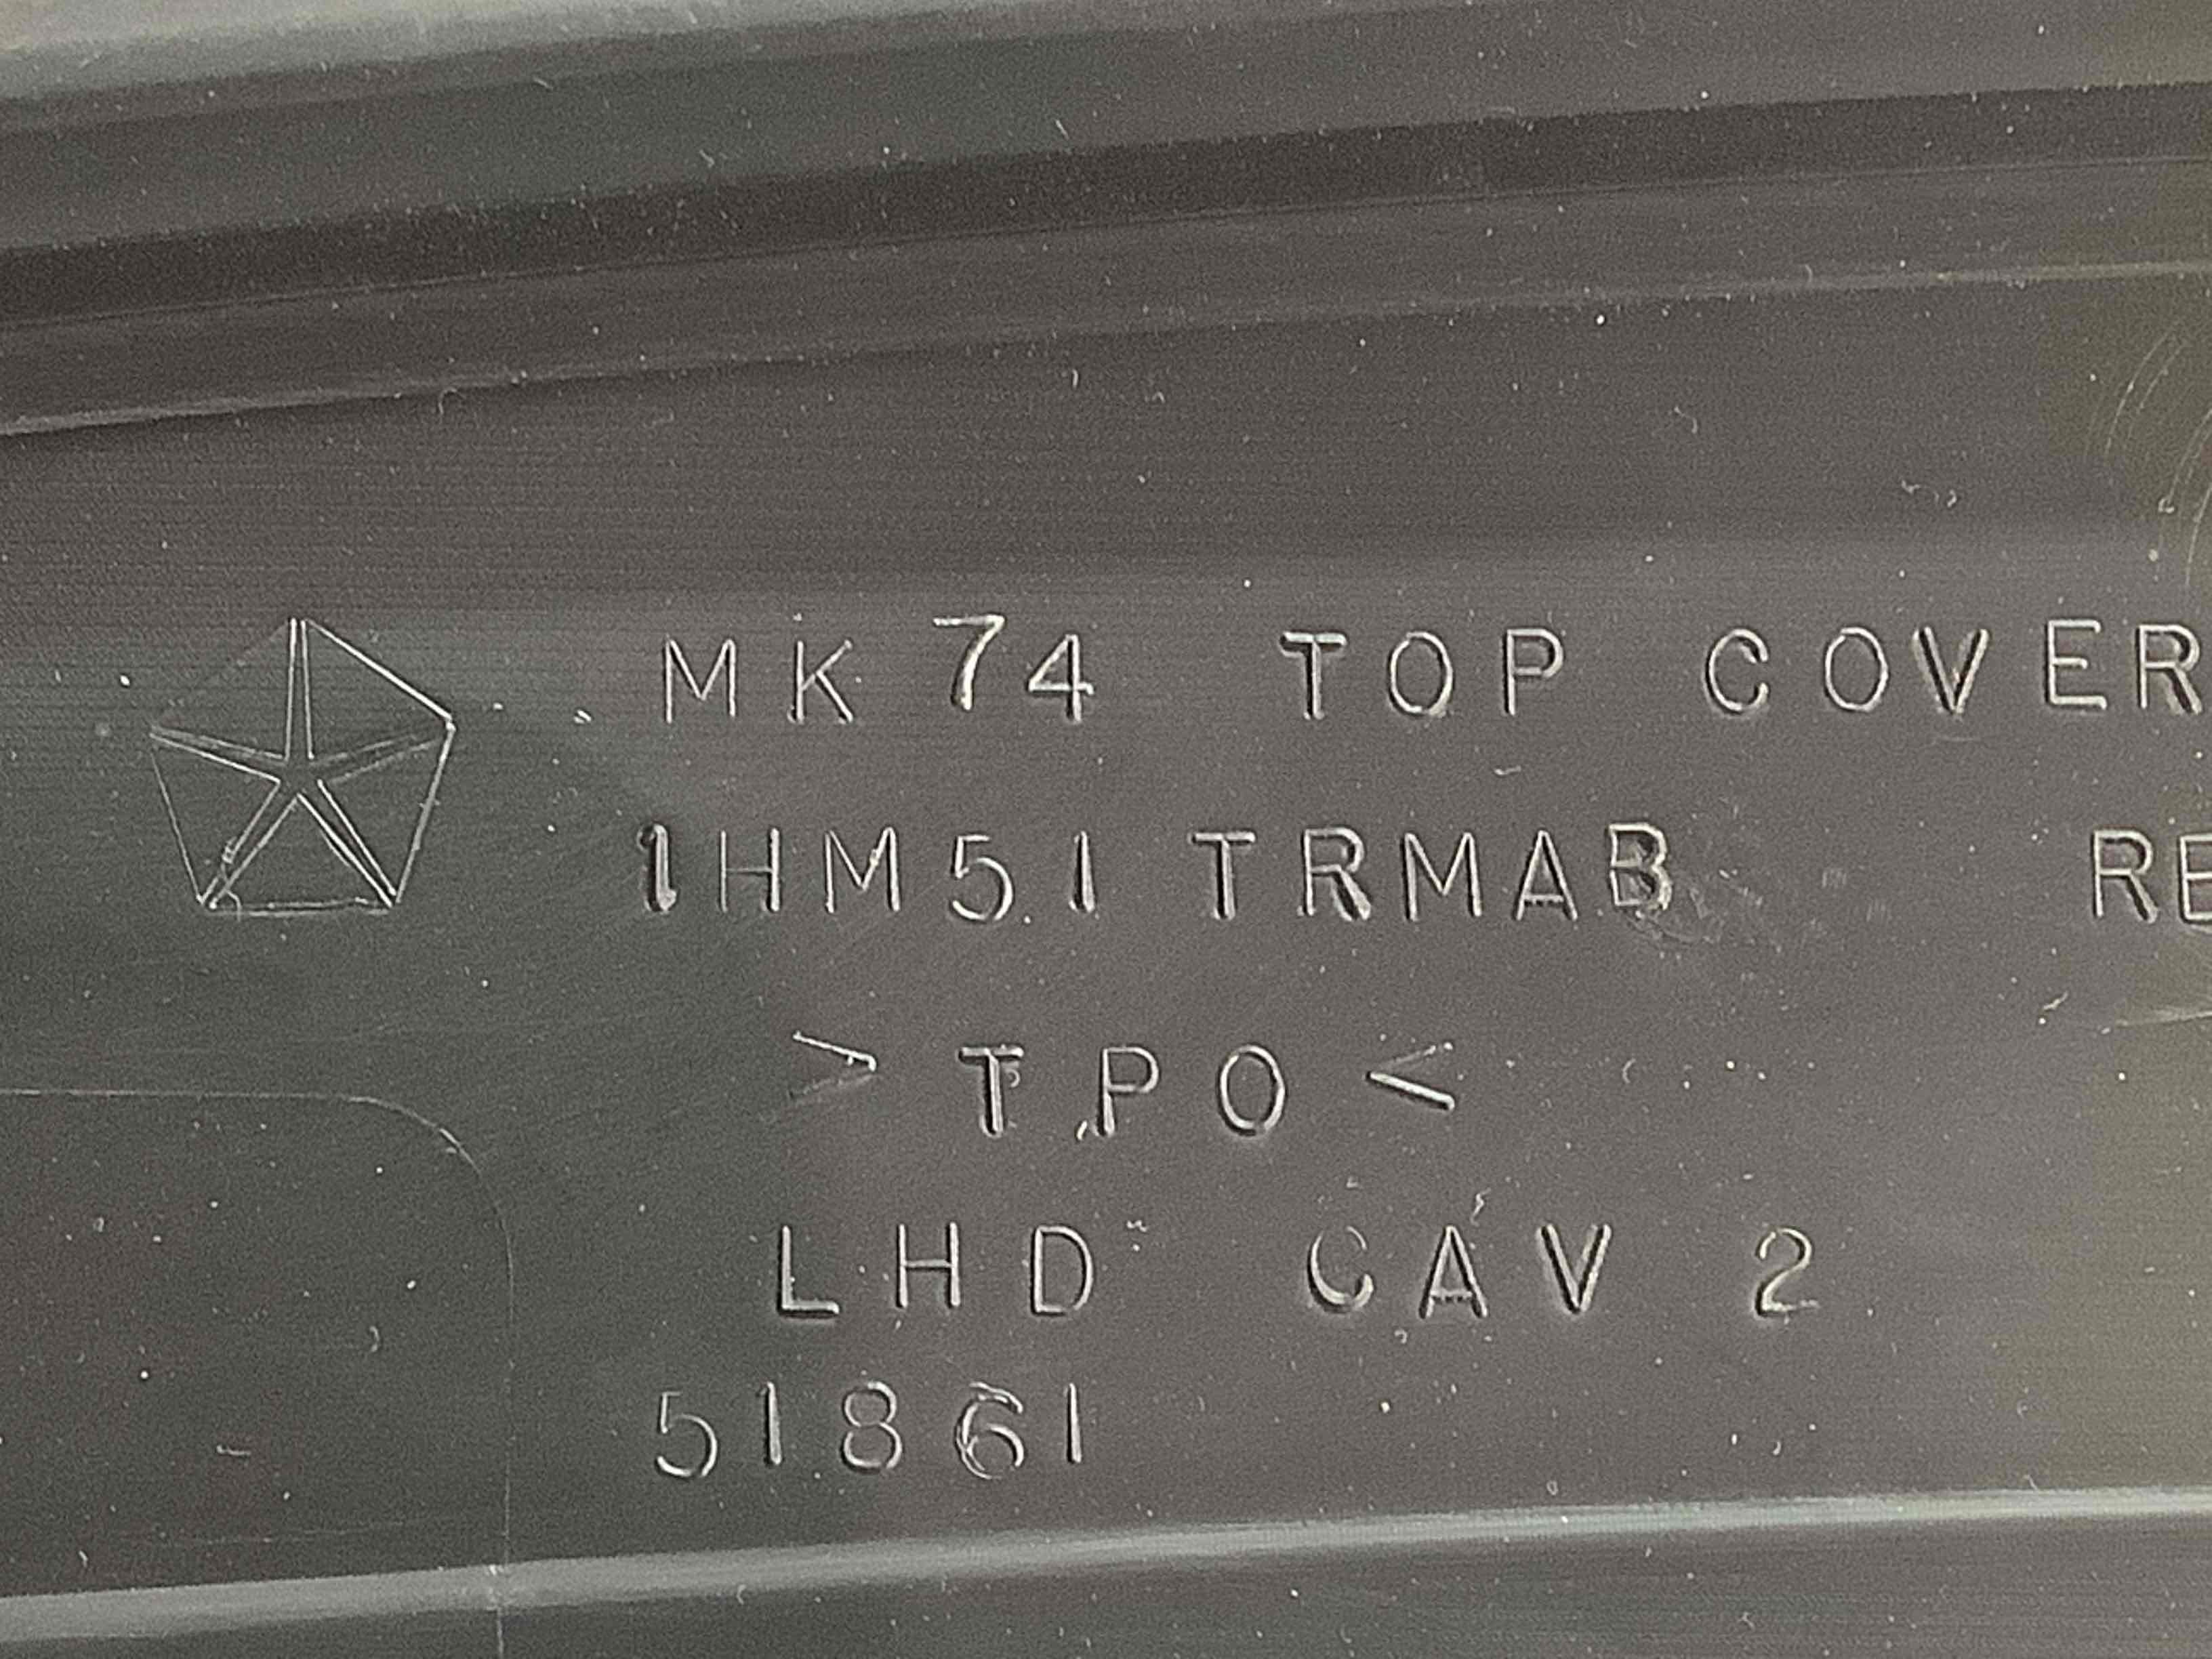 MK 74 TOP COVER
1HM51 TRMAB RE
>TPO<
LHD CAV 2
51861